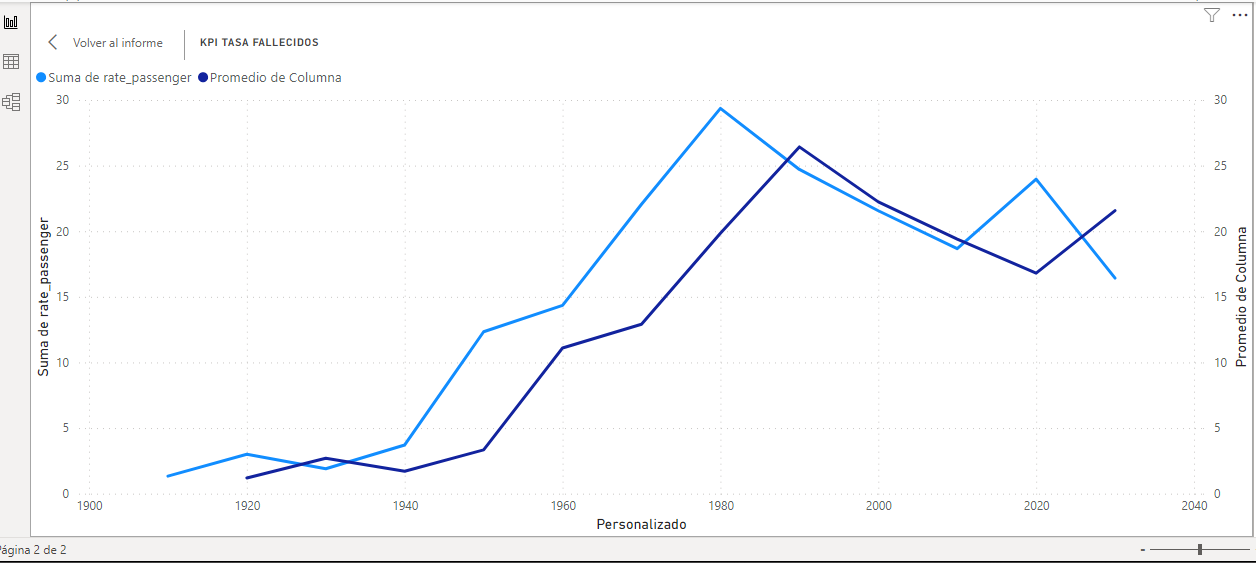 Volver al informe KPI TASA FALLECIDOS
Suma de rate_passenger Promedio de Columna
30 30
25 25
20 20
15 15
10 10
5 5
0 0
Suma de rate_passenger
Promedio de Columna
1900 1920 1940 1960 1980 2000 2020 2040
Personalizado
Página 2 de 2
-